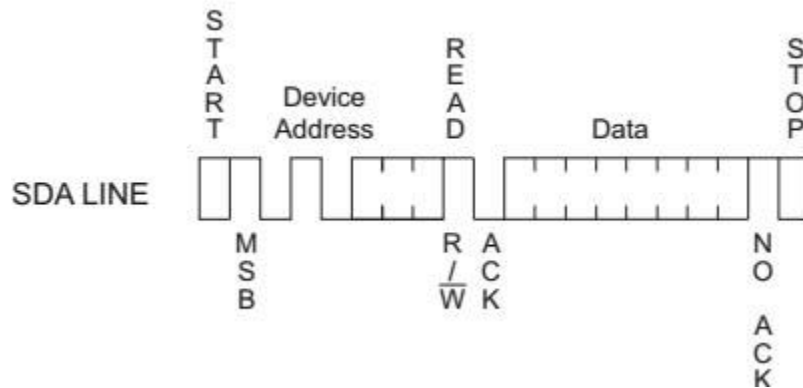 START
READ
STOP
Device
Address
Data
SDA LINE
MSB
R/W
ACK
NO ACK